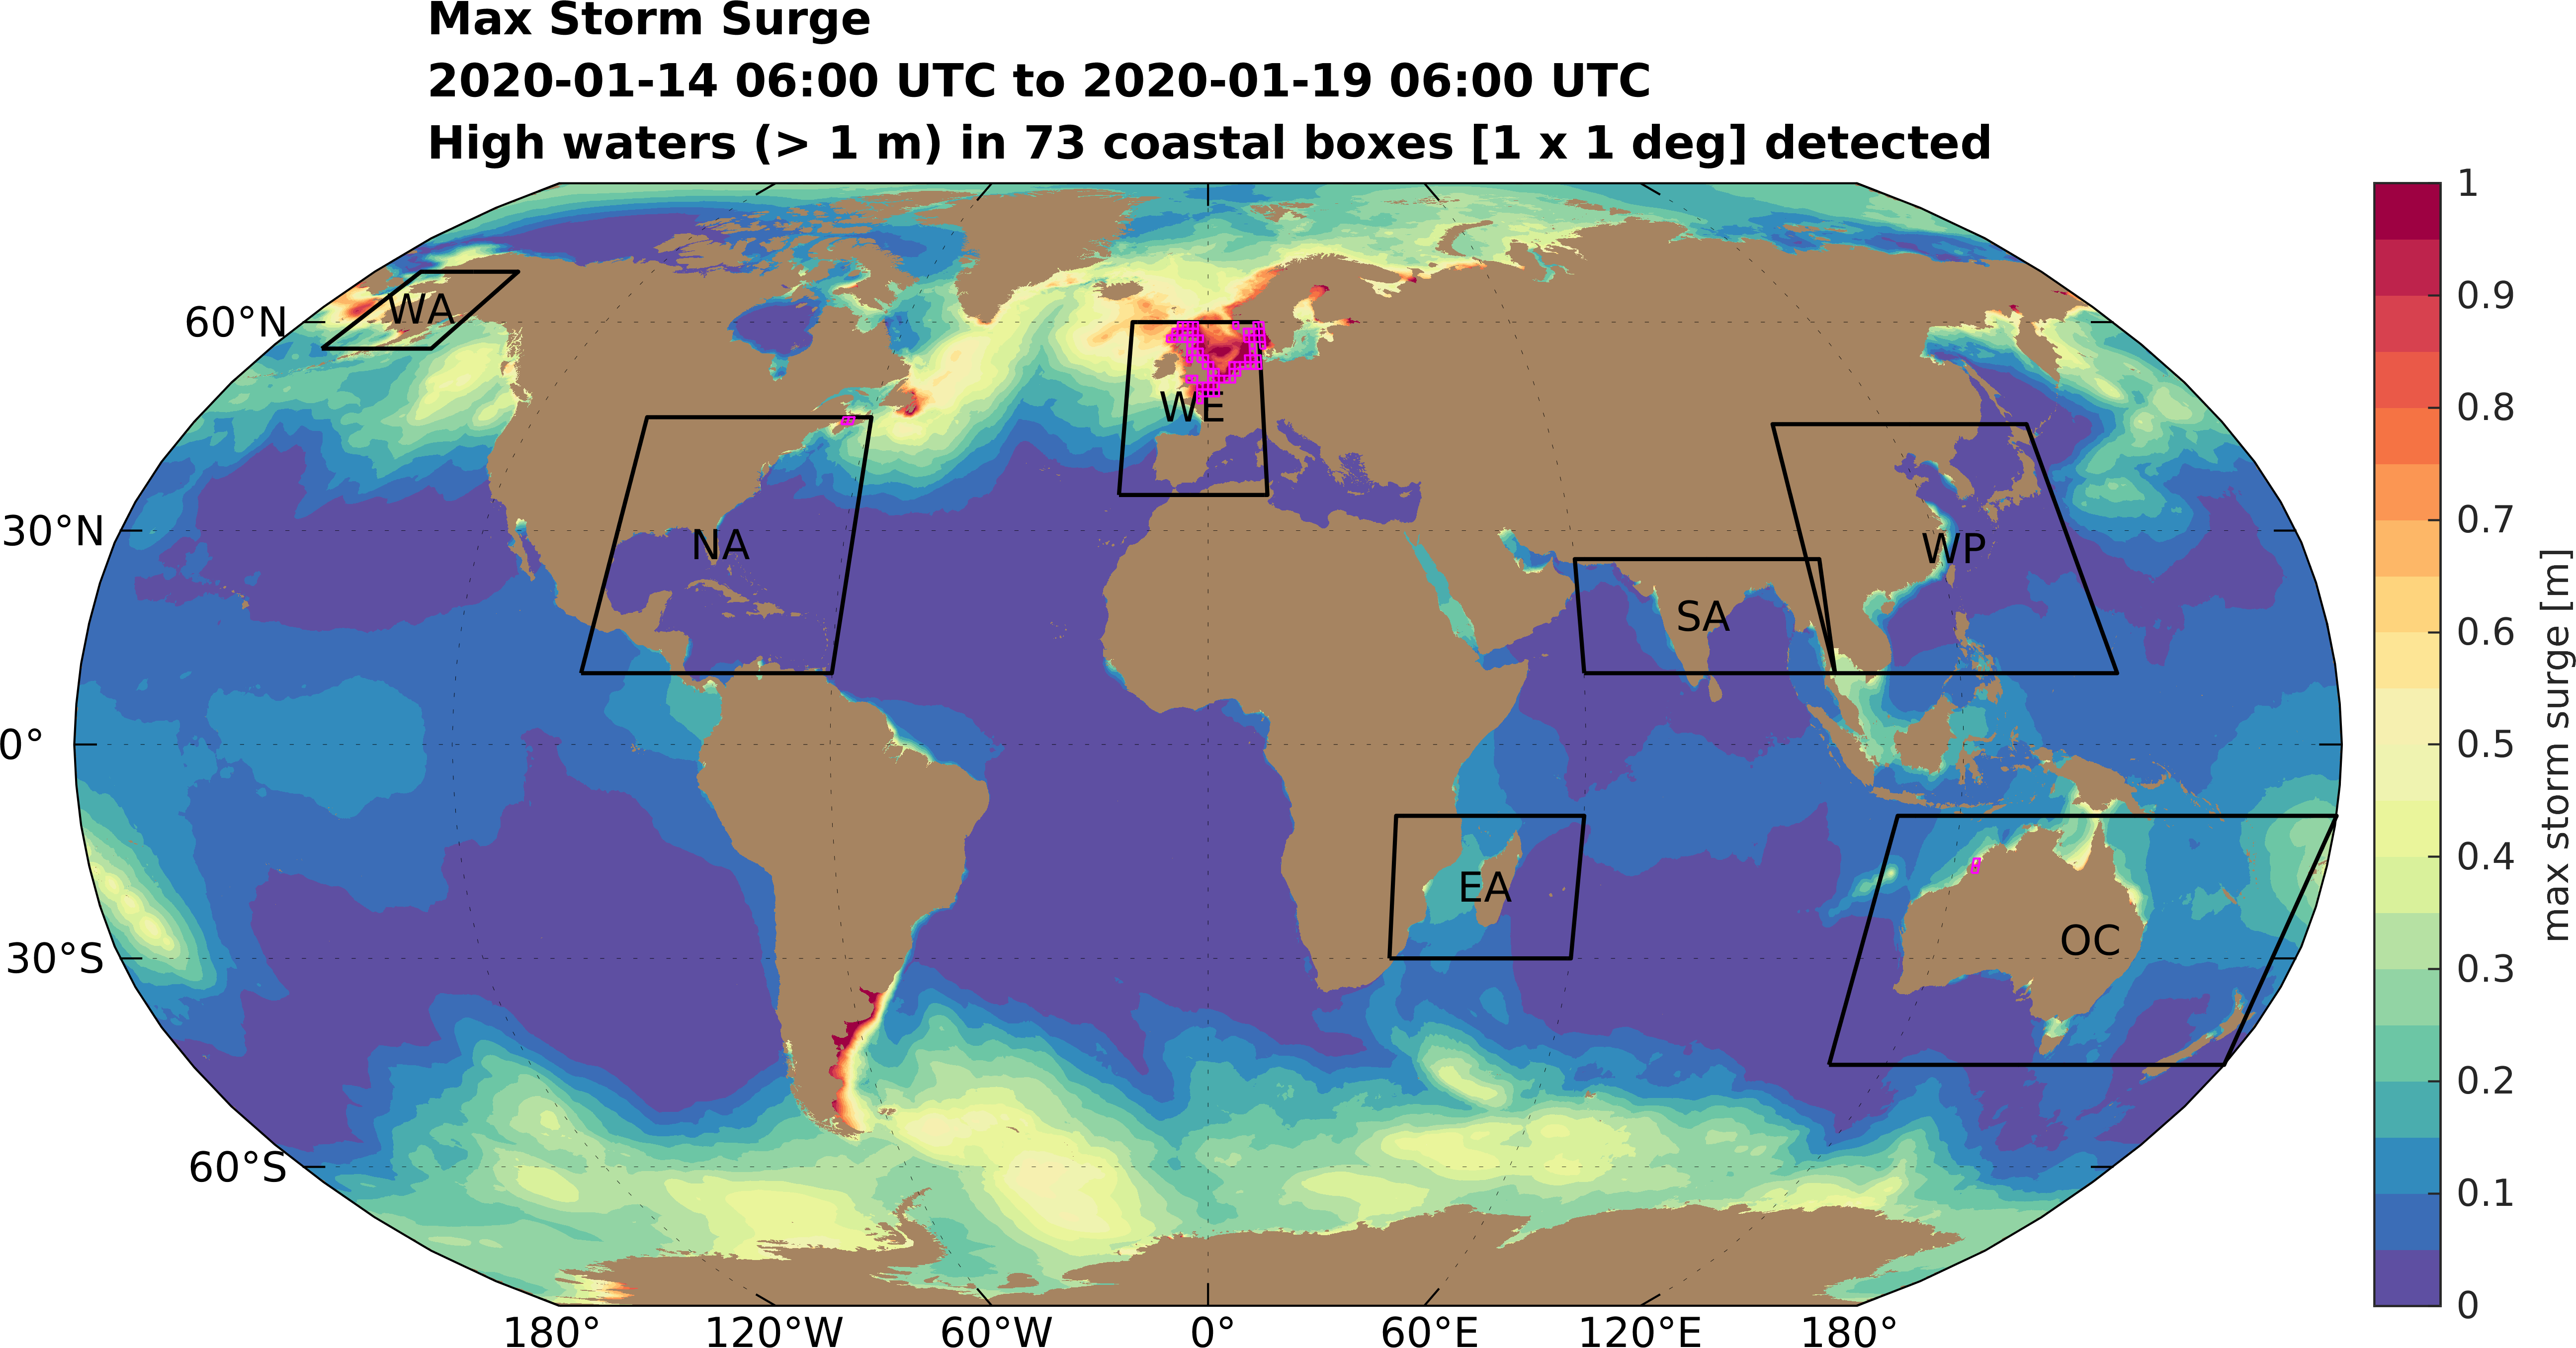 Max Storm Surge
2020-01-14 06:00 UTC to 2020-01-19 06:00 UTC
High waters (> 1 m) in 73 coastal boxes [1 x 1 deg] detected
1
0.9
0.8
0.7
0.6
0.5
0.4
0.3
0.2
0.1
0
max storm surge [m]
60°N
30°N
0°
30°S
60°S
WA
WE
NA
WP
SA
EA
OC
180°
120°W
60°W
0°
60°E
120°E
180°